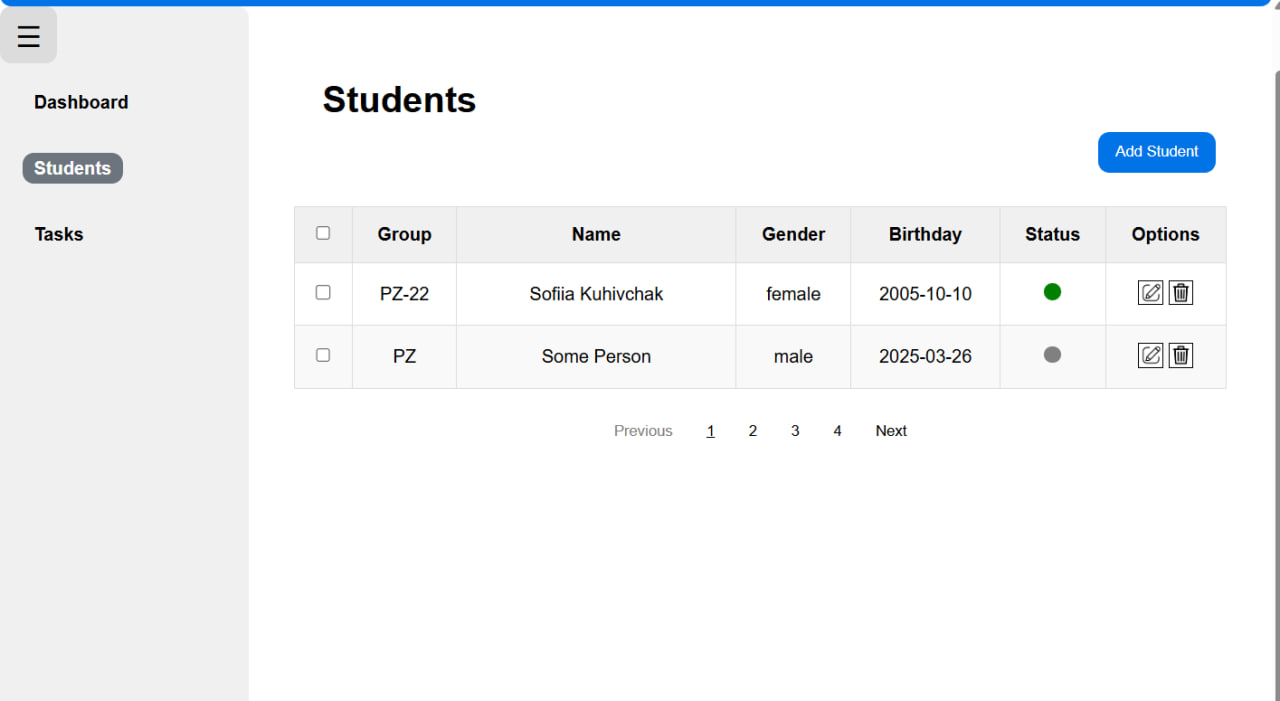 Dashboard
Students
Tasks
Students
Add Student
Group Name Gender Birthday Status Options
PZ-22 Sofiia Kuhivchak female 2005-10-10
PZ Some Person male 2025-03-26
Previous 1 2 3 4 Next